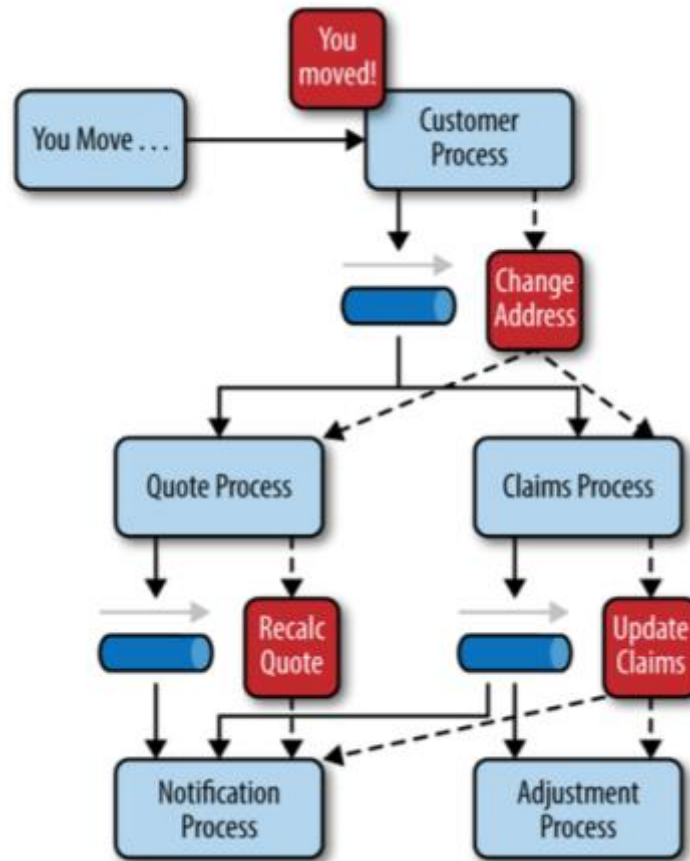 You
moved!
You Move . . .
Customer
Process
Change
Address
Quote Process
Claims Process
Recalc
Quote
Update
Claims
Notification
Process
Adjustment
Process